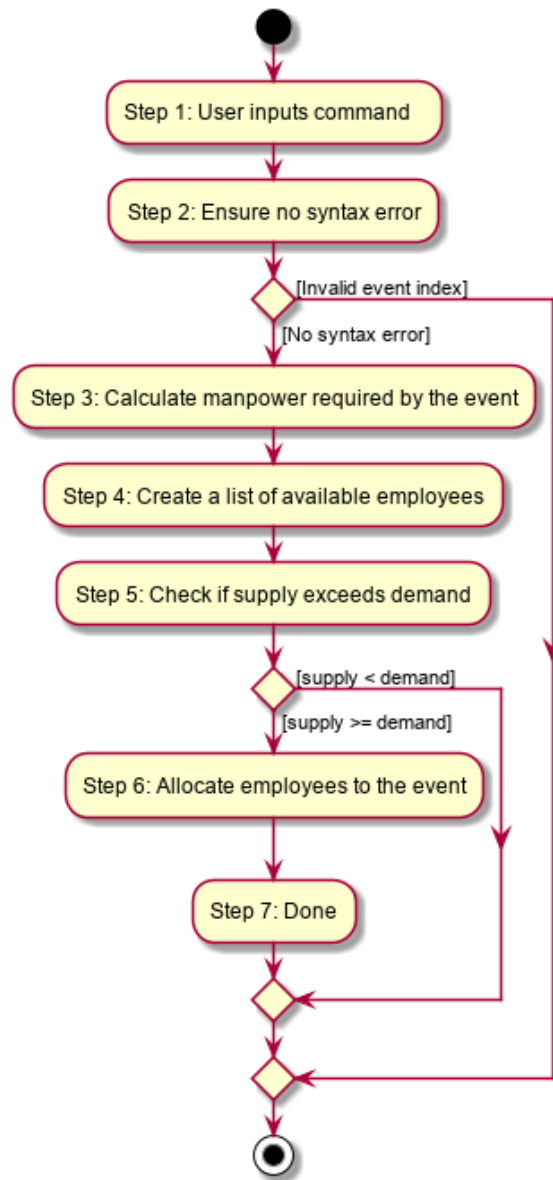 Step 1: User inputs command
Step 2: Ensure no syntax error
[Invalid event index]
[No syntax error]
Step 3: Calculate manpower required by the event
Step 4: Create a list of available employees
Step 5: Check if supply exceeds demand
[supply < demand]
[supply >= demand]
Step 6: Allocate employees to the event
Step 7: Done